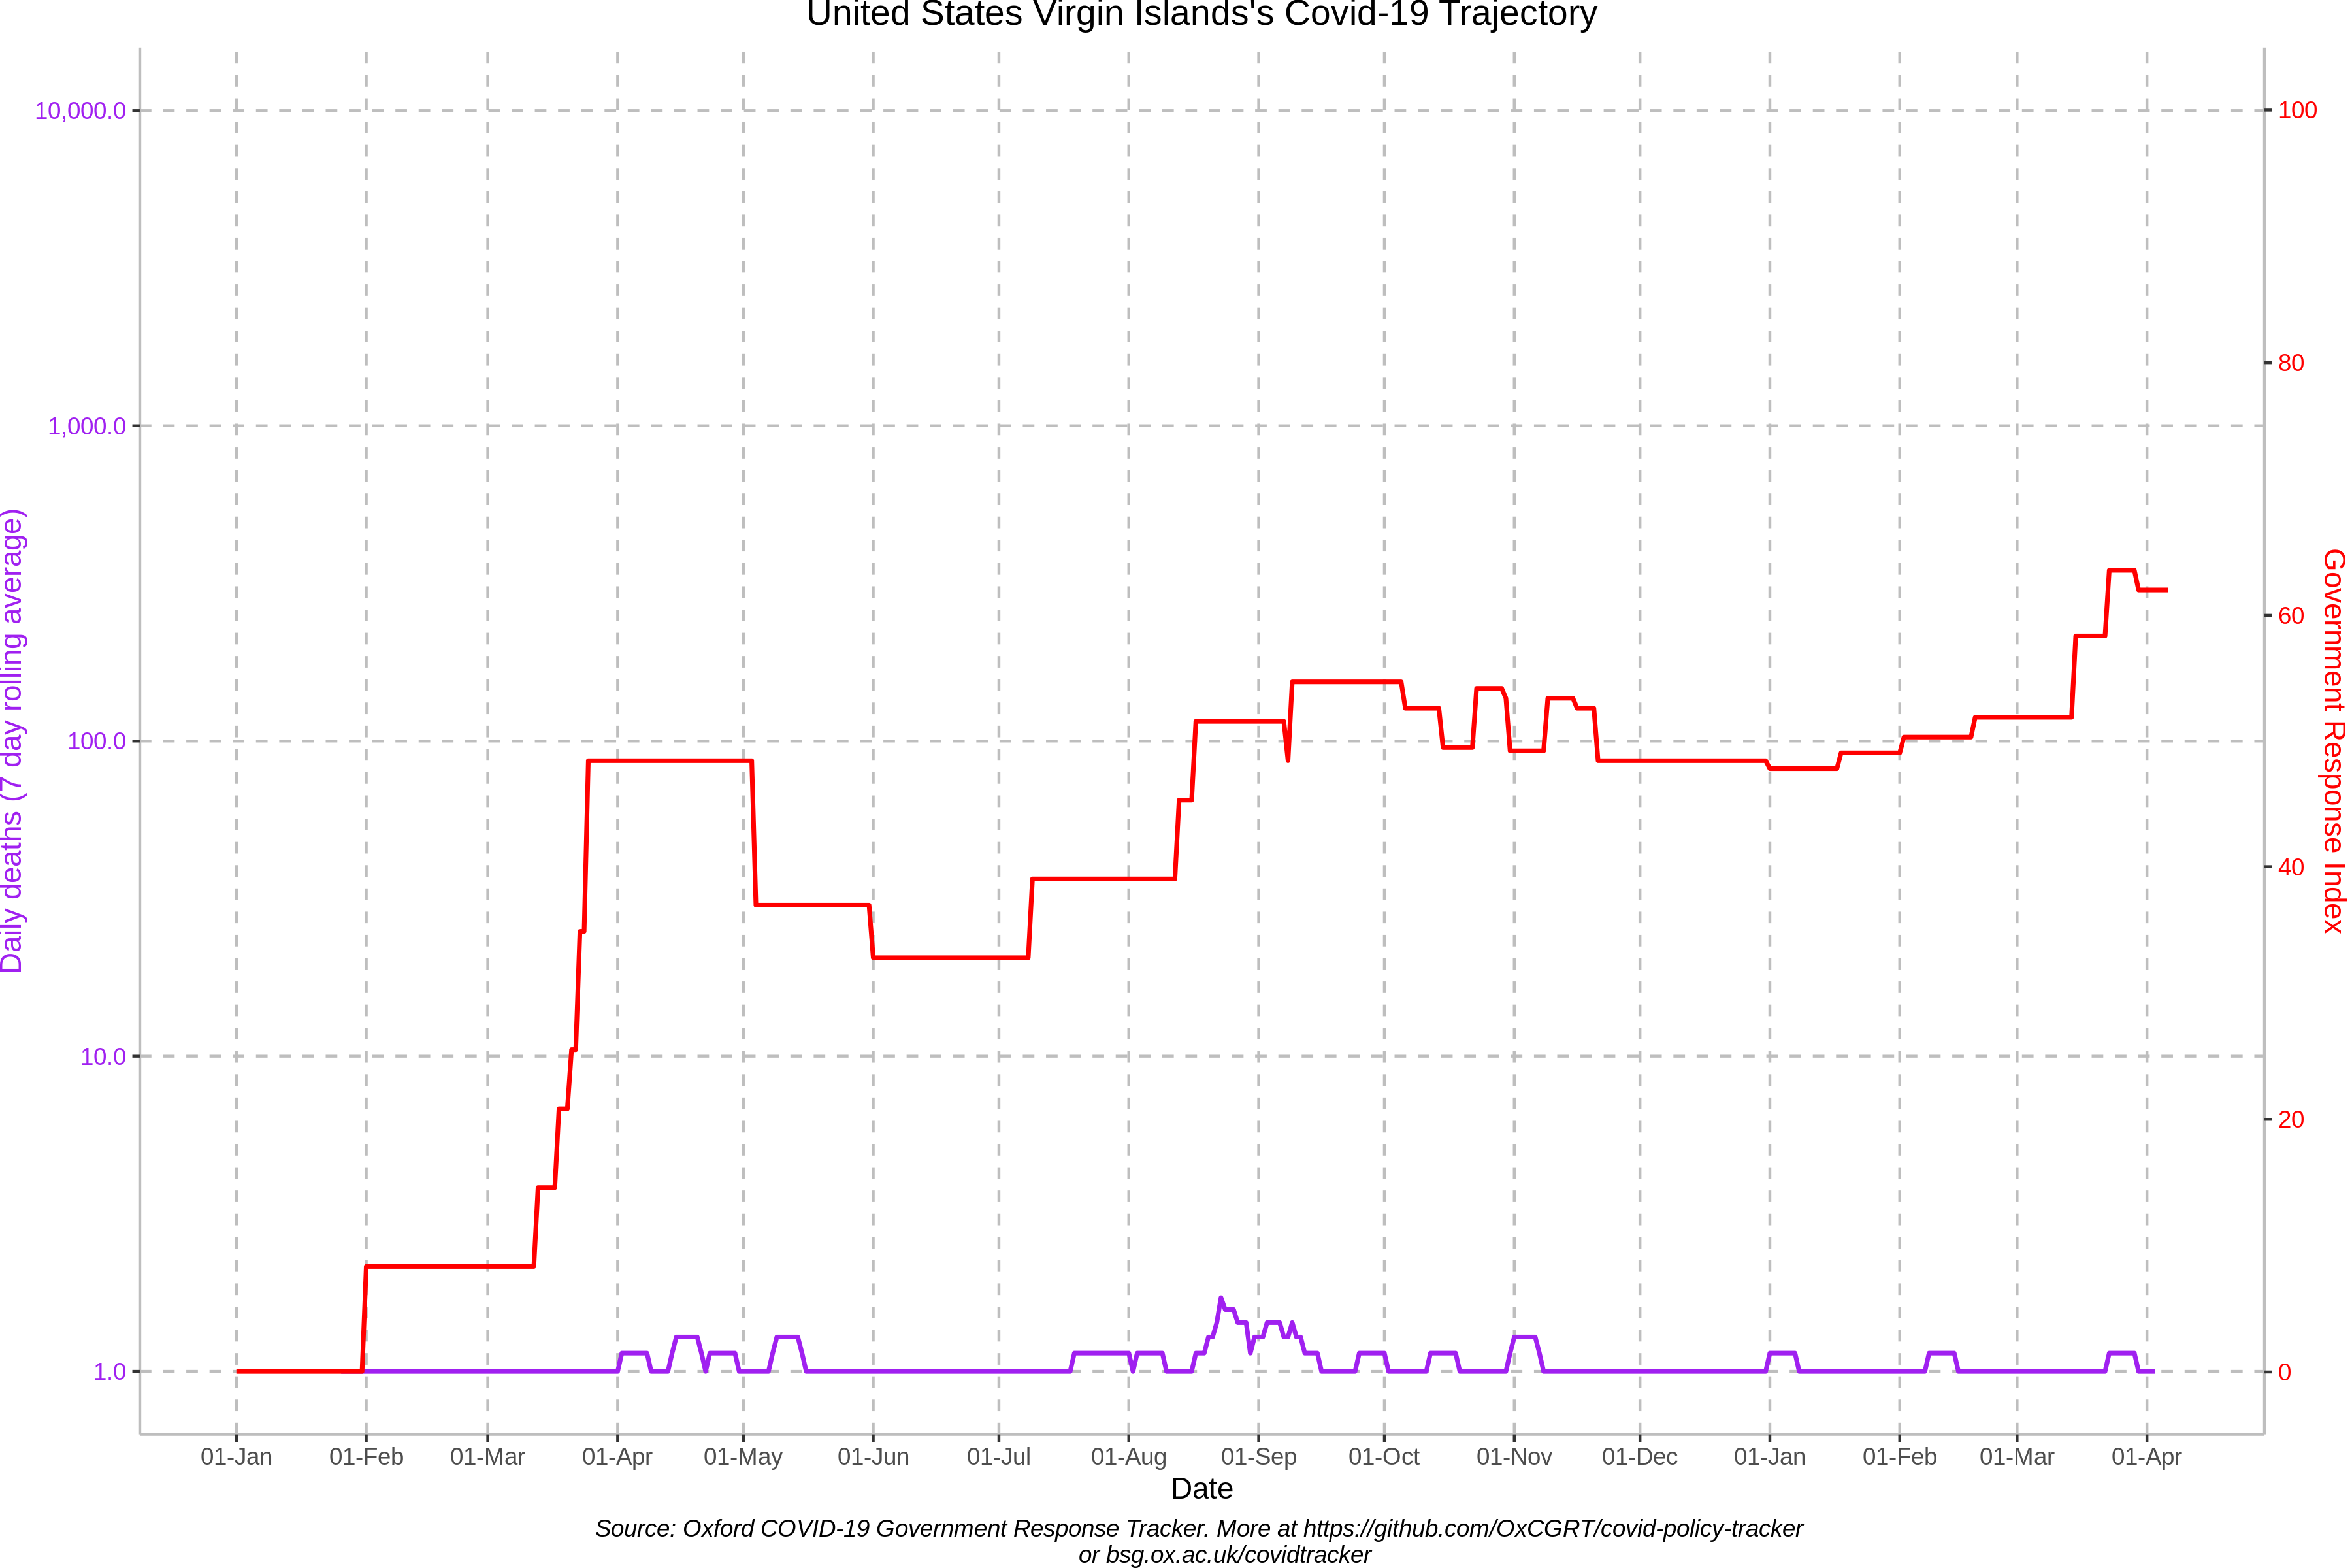 United States Virgin Islands's Covid-19 Trajectory
10,000.0
1,000.0
100.0
10.0
1.0
Daily deaths (7 day rolling average)
100
80
60
40
20
0
Government Response Index
01-Jan 01-Feb 01-Mar 01-Apr 01-May 01-Jun 01-Jul 01-Aug 01-Sep 01-Oct 01-Nov 01-Dec 01-Jan 01-Feb 01-Mar 01-Apr
Date
Source: Oxford COVID-19 Government Response Tracker. More at https://github.com/OxCGRT/covid-policy-tracker
or bsg.ox.ac.uk/covidtracker